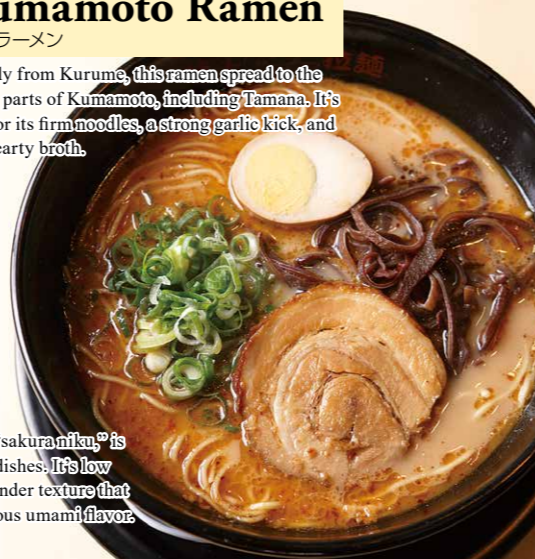 umamoto Ramen
ラーメン
ly from Kurume, this ramen spread to the
parts of Kumamoto, including Tamana. It's
or its firm noodles, a strong garlic kick, and
earty broth.
拉麺
sakura niku," is
dishes. It's low
nder texture that
ous umami flavor.